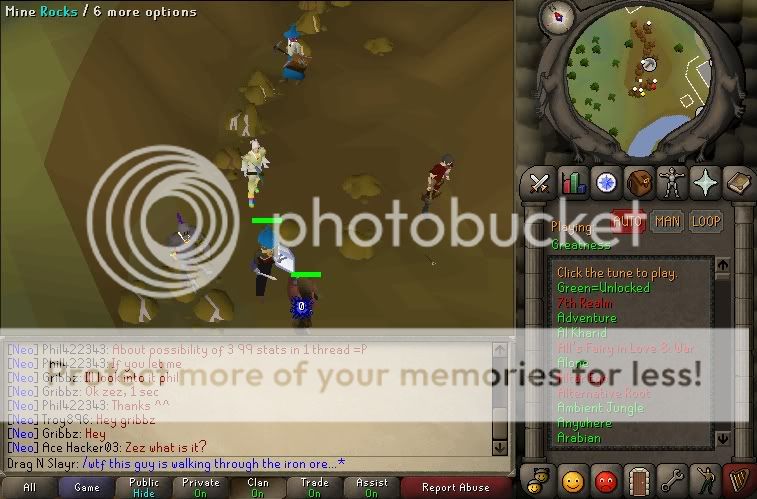 Mine Rocks / 6 more options
photobucket
Playing:
AUTO MAN LOOP
Greatness
Click the tune to play.
Green=Unlocked
7th Realm
Adventure
Al Kharid
All's Fairy in Love & War
Alone
Alternative Root
Ambient Jungle
Anywhere
Arabian
0
Protect more of your memories for less!
[Neo] Phil422343: About possibility of 3 99 stats in 1 thread =P
[Neo] Phil422343: If you let me
[Neo] Gribbz: look into it phil
[Neo] Gribbz: Ok zez, 1 sec
[Neo] Phil422343: Thanks ^^
[Neo] Troy896: Hey gribbz
[Neo] Gribbz: Hey
[Neo] Ace Hacker03: Zez what is it?
Drag N Slayr: /wtf this guy is walking through the iron ore...*
All
Game
Public
Hide
Private
On
Clan
On
Trade
On
Assist
On
Report Abuse